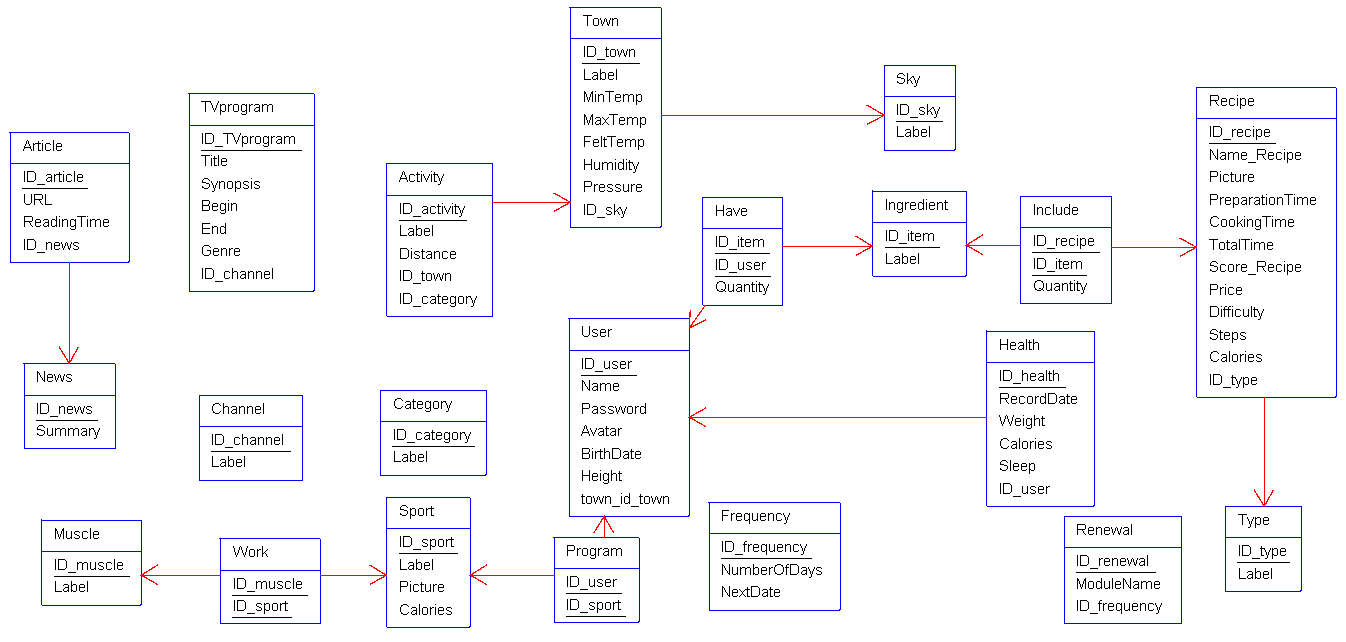 Town
ID_town
Label
MinTemp
MaxTemp
FeltTemp
Humidity
Pressure
ID_sky
Sky
ID_sky
Label
Recipe
ID_recipe
Name_Recipe
Picture
PreparationTime
CookingTime
TotalTime
Score_Recipe
Price
Difficulty
Steps
Calories
ID_type
TVprogram
ID_TVprogram
Title
Synopsis
Begin
End
Genre
ID_channel
Article
ID_article
URL
ReadingTime
ID_news
Activity
ID_activity
Label
Distance
ID_town
ID_category
Have
ID_item
ID_user
Quantity
Ingredient
ID_item
Label
Include
ID_recipe
ID_item
Quantity
User
ID_user
Name
Password
Avatar
BirthDate
Height
town_id_town
Health
ID_health
RecordDate
Weight
Calories
Sleep
ID_user
News
ID_news
Summary
Channel
ID_channel
Label
Category
ID_category
Label
Sport
ID_sport
Label
Picture
Calories
Frequency
ID_frequency
NumberOfDays
NextDate
Type
ID_type
Label
Renewal
ID_renewal
ModuleName
ID_frequency
Muscle
ID_muscle
Label
Work
ID_muscle
ID_sport
Program
ID_user
ID_sport